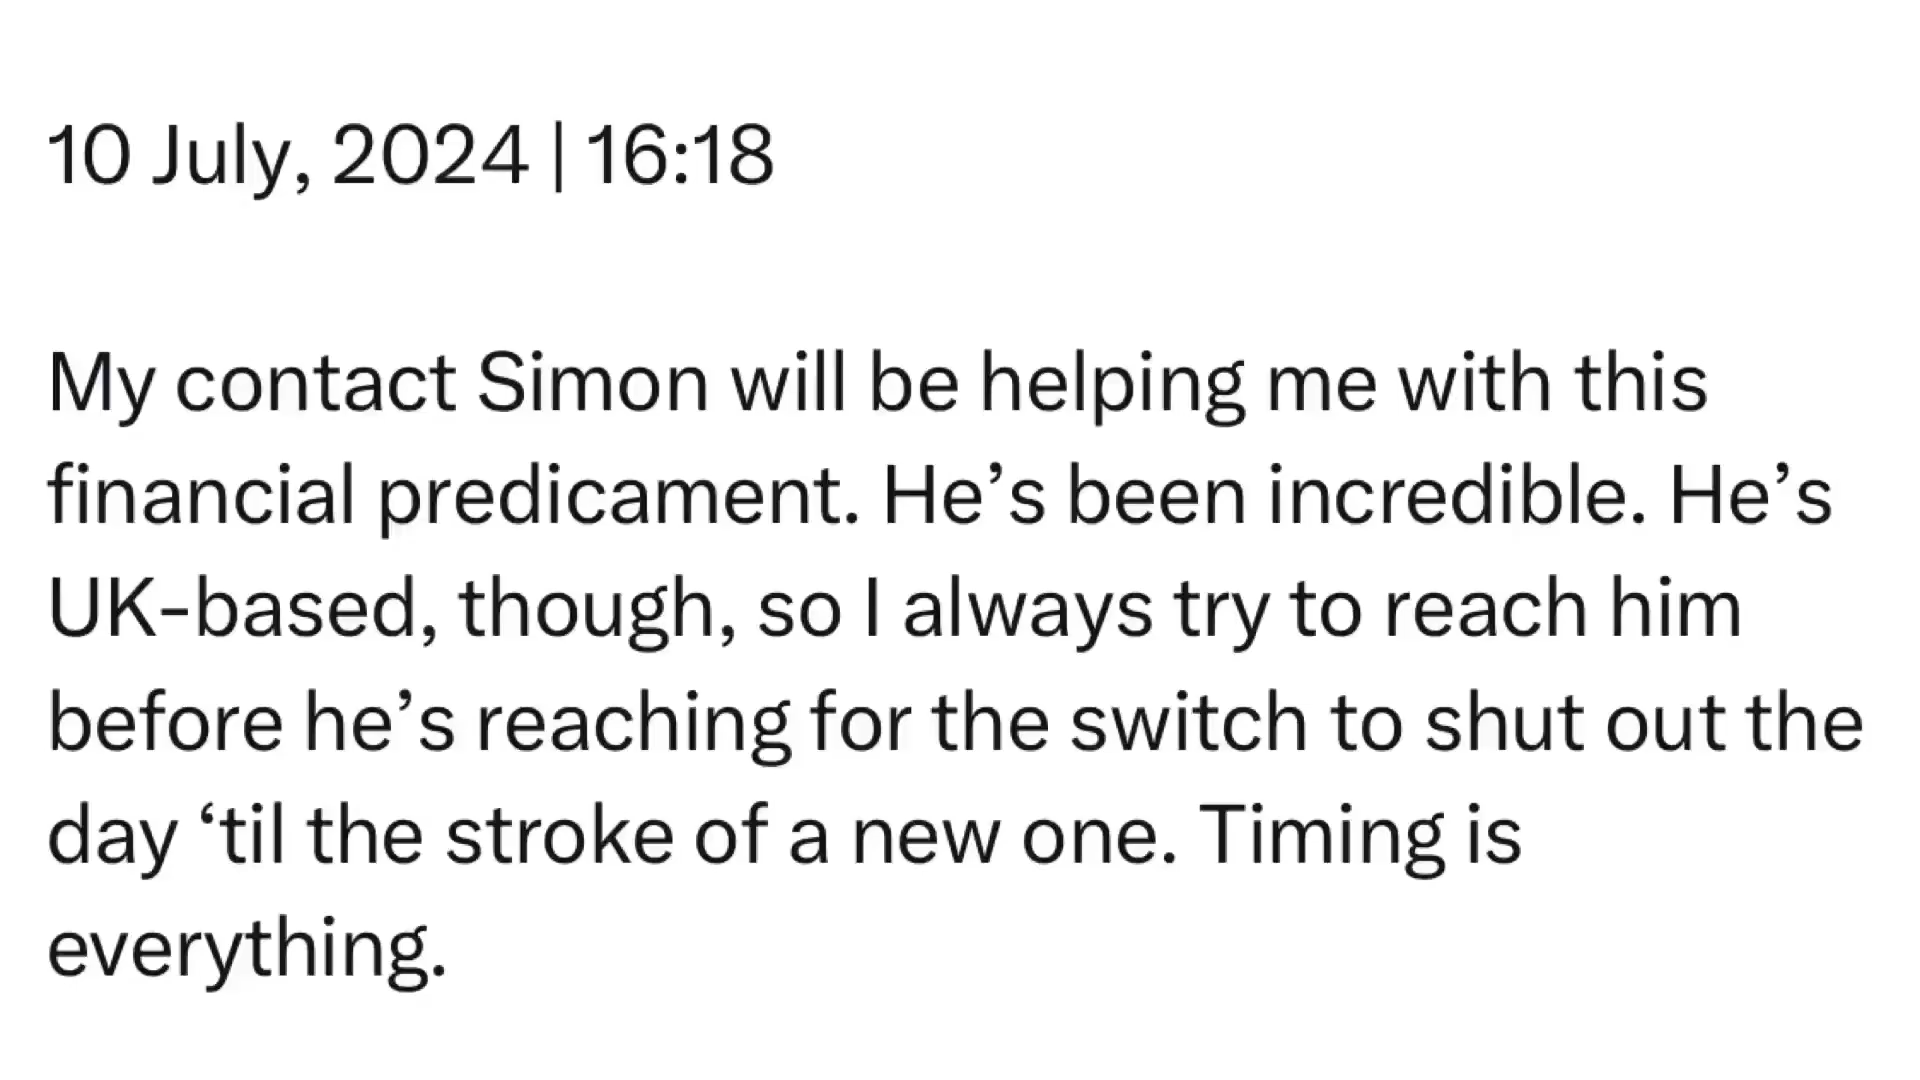 10 July, 2024 | 16:18
My contact Simon will be helping me with this
financial predicament. He’s been incredible. He’s
UK-based, though, so I always try to reach him
before he’s reaching for the switch to shut out the
day ‘til the stroke of a new one. Timing is
everything.